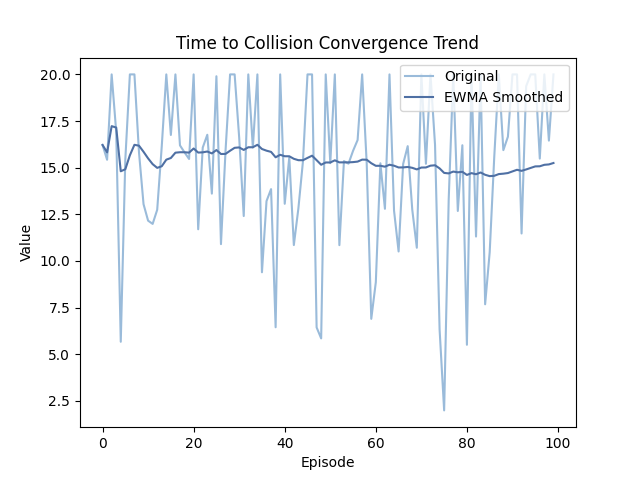 Time to Collision Convergence Trend
Original
EWMA Smoothed
Value
20.0
17.5
15.0
12.5
10.0
7.5
5.0
2.5
0 20 40 60 80 100
Episode